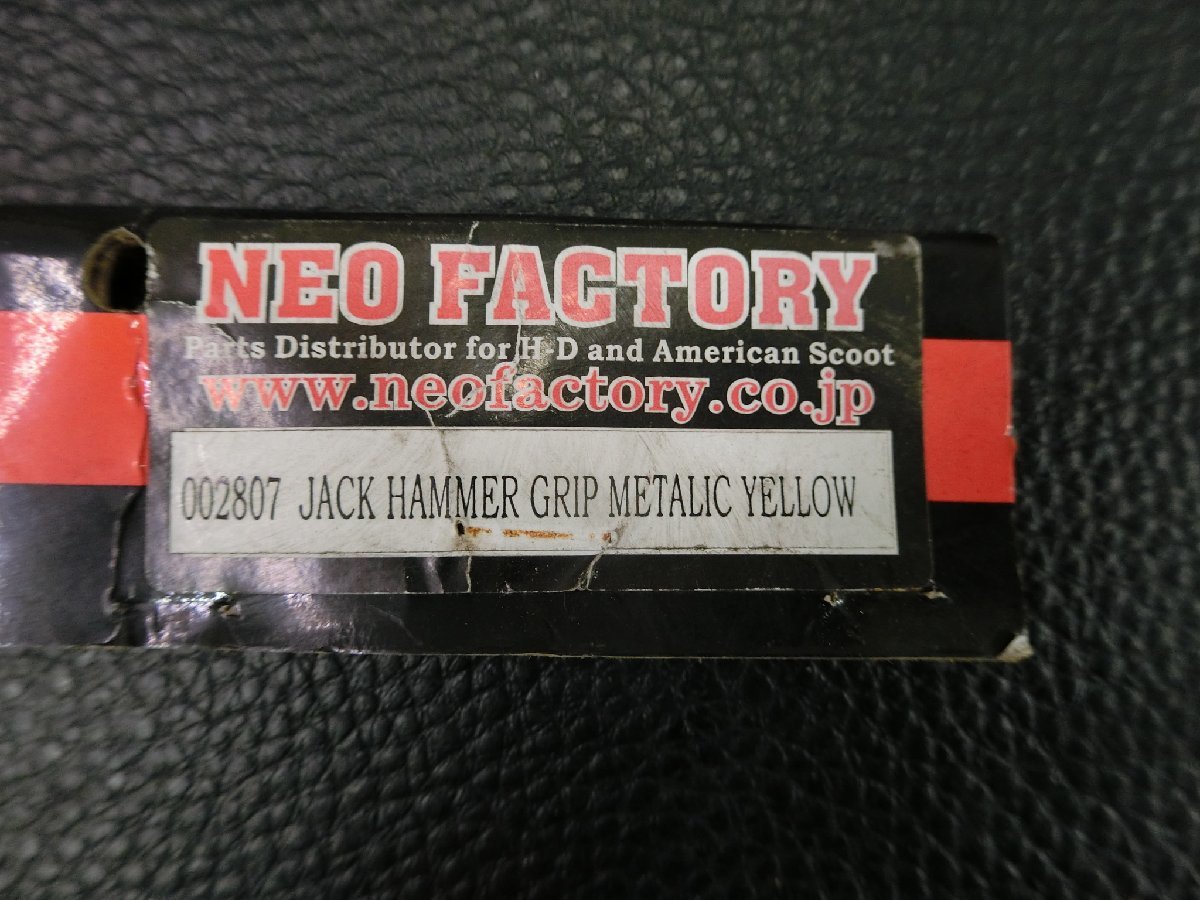 NEO FACTORY
Parts Distributor for H-D and American Scoot
www.neofactory.co.jp
002807 JACK HAMMER GRIP METALIC YELLOW